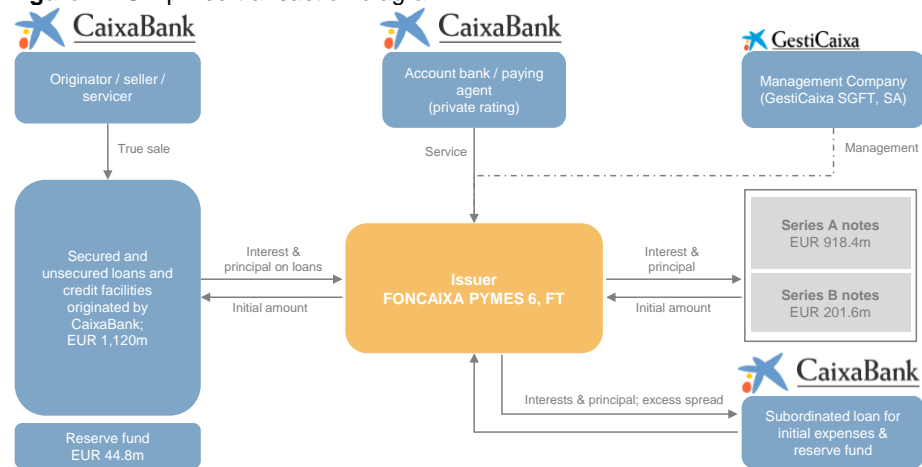 CaixaBank
CaixaBank
GestiCaixa
Originator / seller /
servicer
Account bank / paying
agent
(private rating)
Management Company
(GestiCaixa SGFT, SA)
True sale
Service
Management
Secured and
unsecured loans and
credit facilities
originated by
CaixaBank;
EUR 1,120m
Interest &
principal on loans
Initial amount
Issuer
FONCAIXA PYMES 6, FT
Interest &
principal
Initial amount
Series A notes
EUR 918.4m
Series B notes
EUR 201.6m
CaixaBank
Interests & principal; excess spread
Subordinated loan for
initial expenses &
reserve fund
Reserve fund
EUR 44.8m